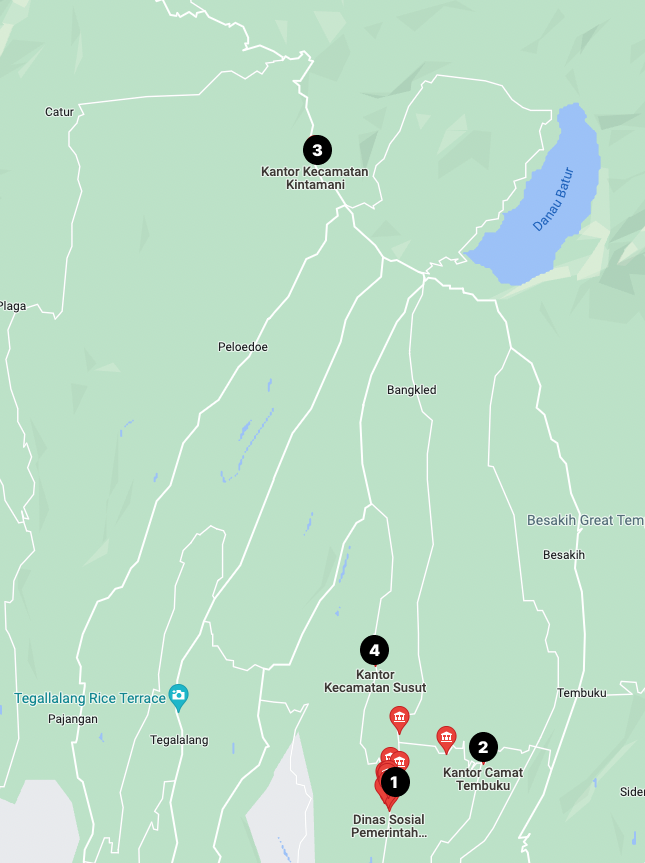 Catur
3
Kantor Kecamatan
Kintamani
Danau Batur
Plaga
Peloedoe
Bangkled
Besakih Great Tem
Besakih
4
Kantor
Kecamatan Susut
Tegallalang Rice Terrace
Pajangan
Tembuku
Tegalalang
2
Kantor Camat
Tembuku
1
Dinas Sosial
Pemerintah...
Sider